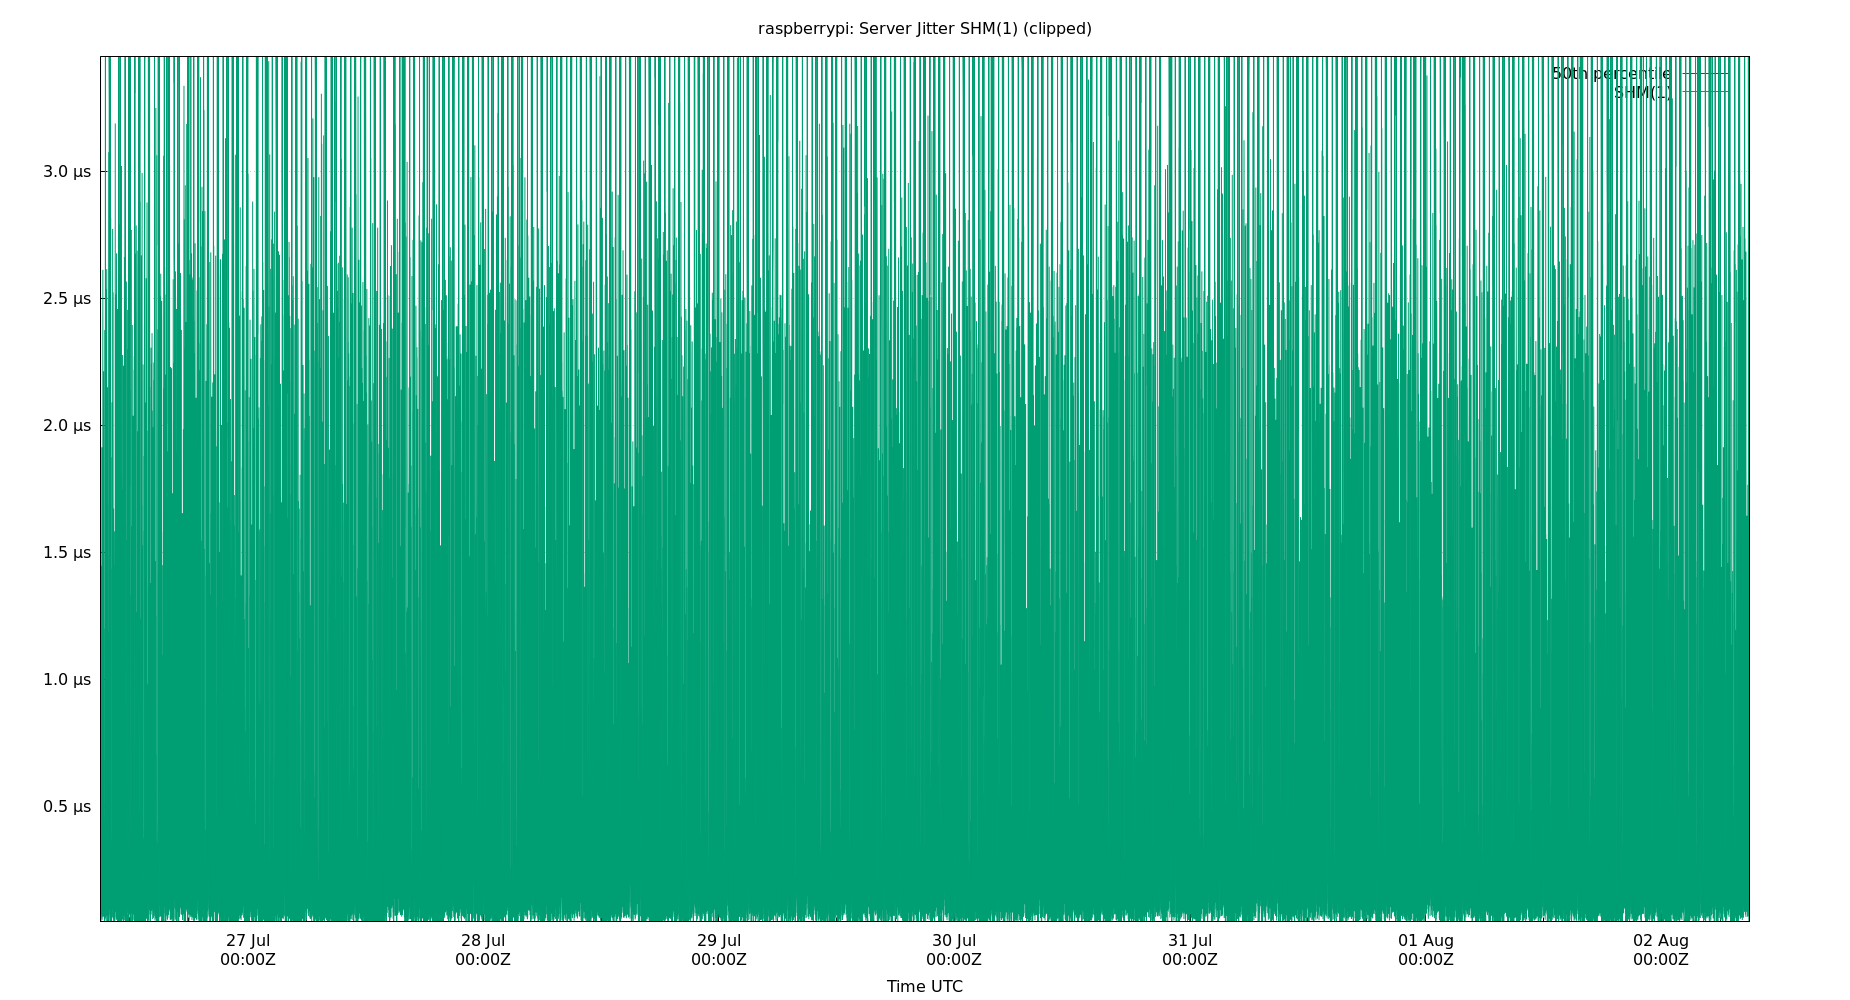 raspberrypi: Server Jitter SHM(1) (clipped)
50th percentile
SHM(1)
3.0 µs
2.5 µs
2.0 µs
1.5 µs
1.0 µs
0.5 µs
27 Jul 28 Jul 29 Jul 30 Jul 31 Jul 01 Aug 02 Aug
00:00Z 00:00Z 00:00Z 00:00Z 00:00Z 00:00Z 00:00Z
Time UTC